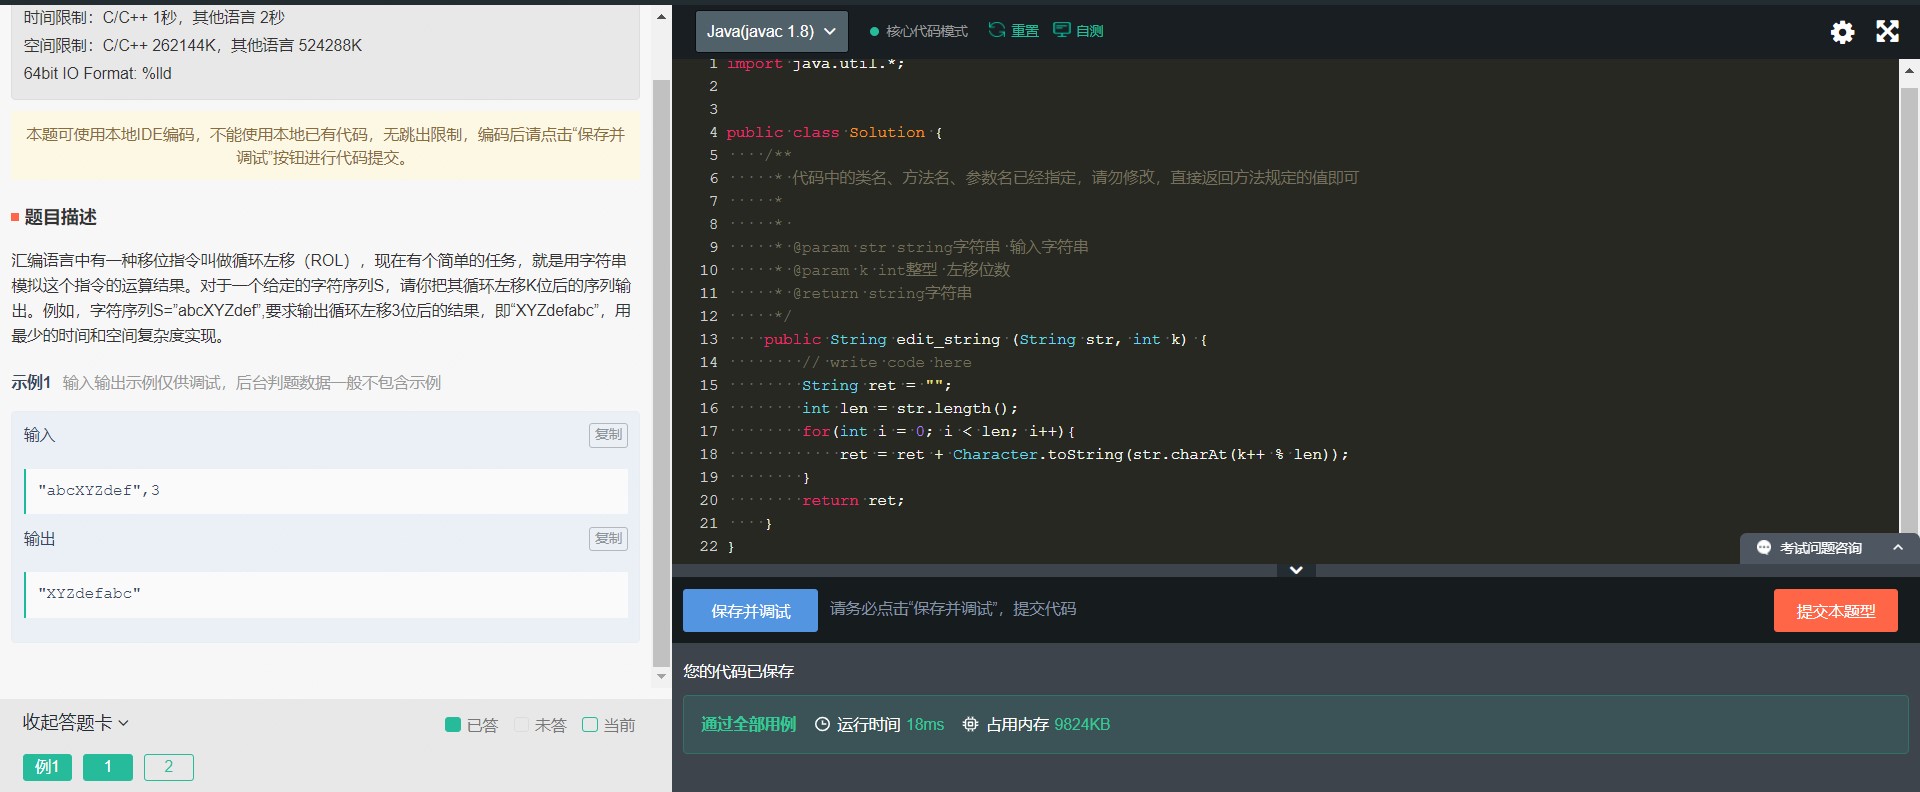 时间限制：C/C++ 1秒，其他语言 2秒
空间限制：C/C++ 262144K，其他语言 524288K
64bit IO Format: %lld
本题可使用本地IDE编码，不能使用本地已有代码，无跳出限制，编码后请点击“保存并
调试”按钮进行代码提交。
题目描述
汇编语言中有一种移位指令叫做循环左移（ROL），现在有个简单的任务，就是用字符串
模拟这个指令的运算结果。对于一个给定的字符序列S，请你把其循环左移K位后的序列输
出。例如，字符序列S=”abcXYZdef”,要求输出循环左移3位后的结果，即“XYZdefabc”，用
最少的时间和空间复杂度实现。
示例1 输入输出示例仅供调试，后台判题数据一般不包含示例
输入 复制
"abcXYZdef",3
输出 复制
"XYZdefabc"
收起答题卡 已答 未答 当前
例1 1 2
Java(javac 1.8) 核心代码模式 重置 自测
1 import java.util.*;
2
3
4 public class Solution {
5 /**
6 * 代码中的类名、方法名、参数名已经指定，请勿修改，直接返回方法规定的值即可
7 *
8 *
9 * @param str string字符串 输入字符串
10 * @param k int整型 左移位数
11 * @return string字符串
12 */
13 public String edit_string (String str, int k) {
14 // write code here
15 String ret = "";
16 int len = str.length();
17 for(int i = 0; i < len; i++){
18 ret = ret + Character.toString(str.charAt(k++ % len));
19 }
20 return ret;
21 }
22 }
考试问题咨询
保存并调试 请务必点击“保存并调试”，提交代码 提交本题型
您的代码已保存
通过全部用例 运行时间 18ms 占用内存 9824KB